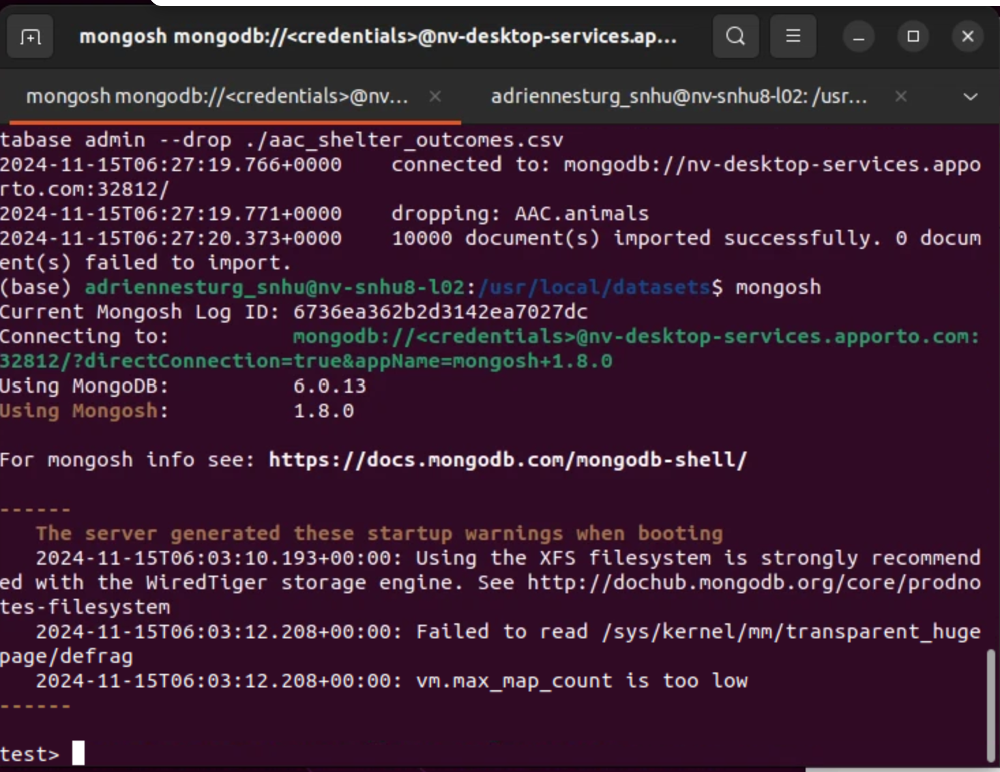 mongosh mongodb://<credentials>@nv-desktop-services.ap...
mongosh mongodb://<credentials>@nv...
adriennesturg_snhu@nv-snhu8-l02: /usr...
tabase admin --drop ./aac_shelter_outcomes.csv
2024-11-15T06:27:19.766+0000    connected to: mongodb://nv-desktop-services.appo
rto.com:32812/
2024-11-15T06:27:19.771+0000    dropping: AAC.animals
2024-11-15T06:27:20.373+0000    10000 document(s) imported successfully. 0 docum
ent(s) failed to import.
(base) adriennesturg_snhu@nv-snhu8-l02:/usr/local/datasets$ mongosh
Current Mongosh Log ID: 6736ea362b2d3142ea7027dc
Connecting to:          mongodb://<credentials>@nv-desktop-services.apporto.com:
32812/?directConnection=true&appName=mongosh+1.8.0
Using MongoDB:          6.0.13
Using Mongosh:          1.8.0
For mongosh info see: https://docs.mongodb.com/mongodb-shell/
------
   The server generated these startup warnings when booting
   2024-11-15T06:03:10.193+00:00: Using the XFS filesystem is strongly recommend
ed with the WiredTiger storage engine. See http://dochub.mongodb.org/core/prodno
tes-filesystem
   2024-11-15T06:03:12.208+00:00: Failed to read /sys/kernel/mm/transparent_huge
page/defrag
   2024-11-15T06:03:12.208+00:00: vm.max_map_count is too low
------
test>